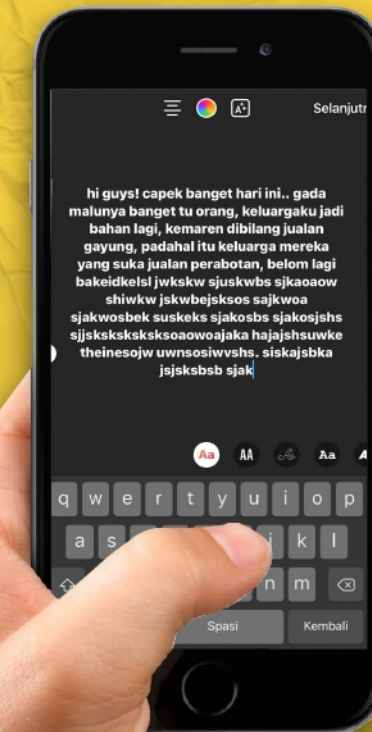 Selanjutn
hi guys! capek banget hari ini.. gada
malunya banget tu orang, keluargaku jadi
bahan lagi, kemaren dibilang jualan
gayung, padahal itu keluarga mereka
yang suka jualan perabotan, belom lagi
bakeidkelsl jwkskw sjuskwbs sjkaoaow
shiwkw jskwbejsksos sajkwoa
sjakwosbek suskeks sjakosbs sjakosjshs
sjjsksksksksksoaowoajaka hajajshsuwke
theinesojw uwnsosiwvshs. siskajsbka
jsjsksbsb sjak
Aa AA Aa Aa A
q w e r t y u i o p
a s j k l
n m
Spasi Kembali